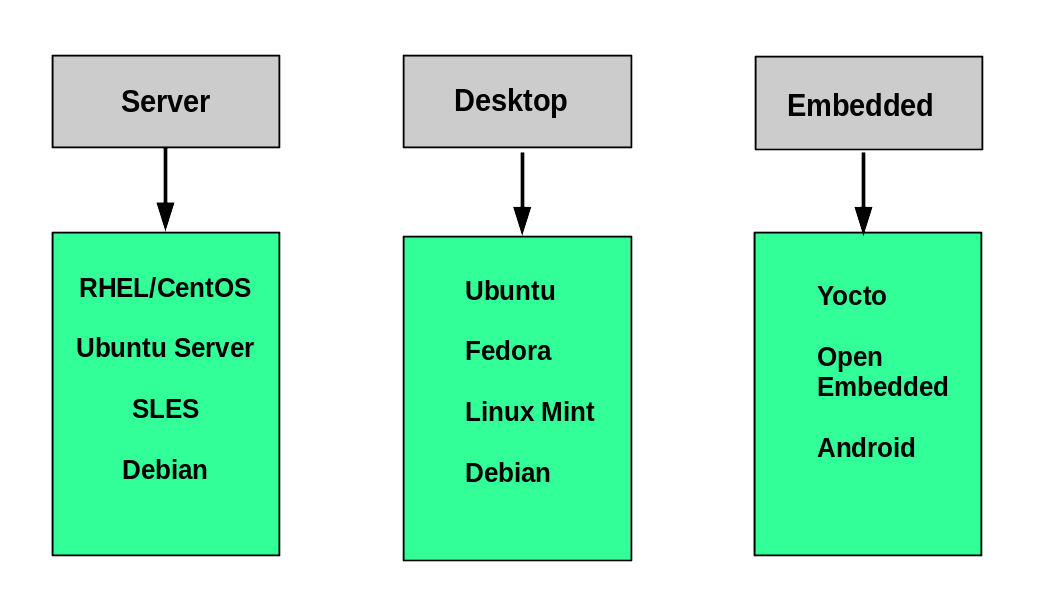 Server
RHEL/CentOS
Ubuntu Server
SLES
Debian
Desktop
Ubuntu
Fedora
Linux Mint
Debian
Embedded
Yocto
Open
Embedded
Android